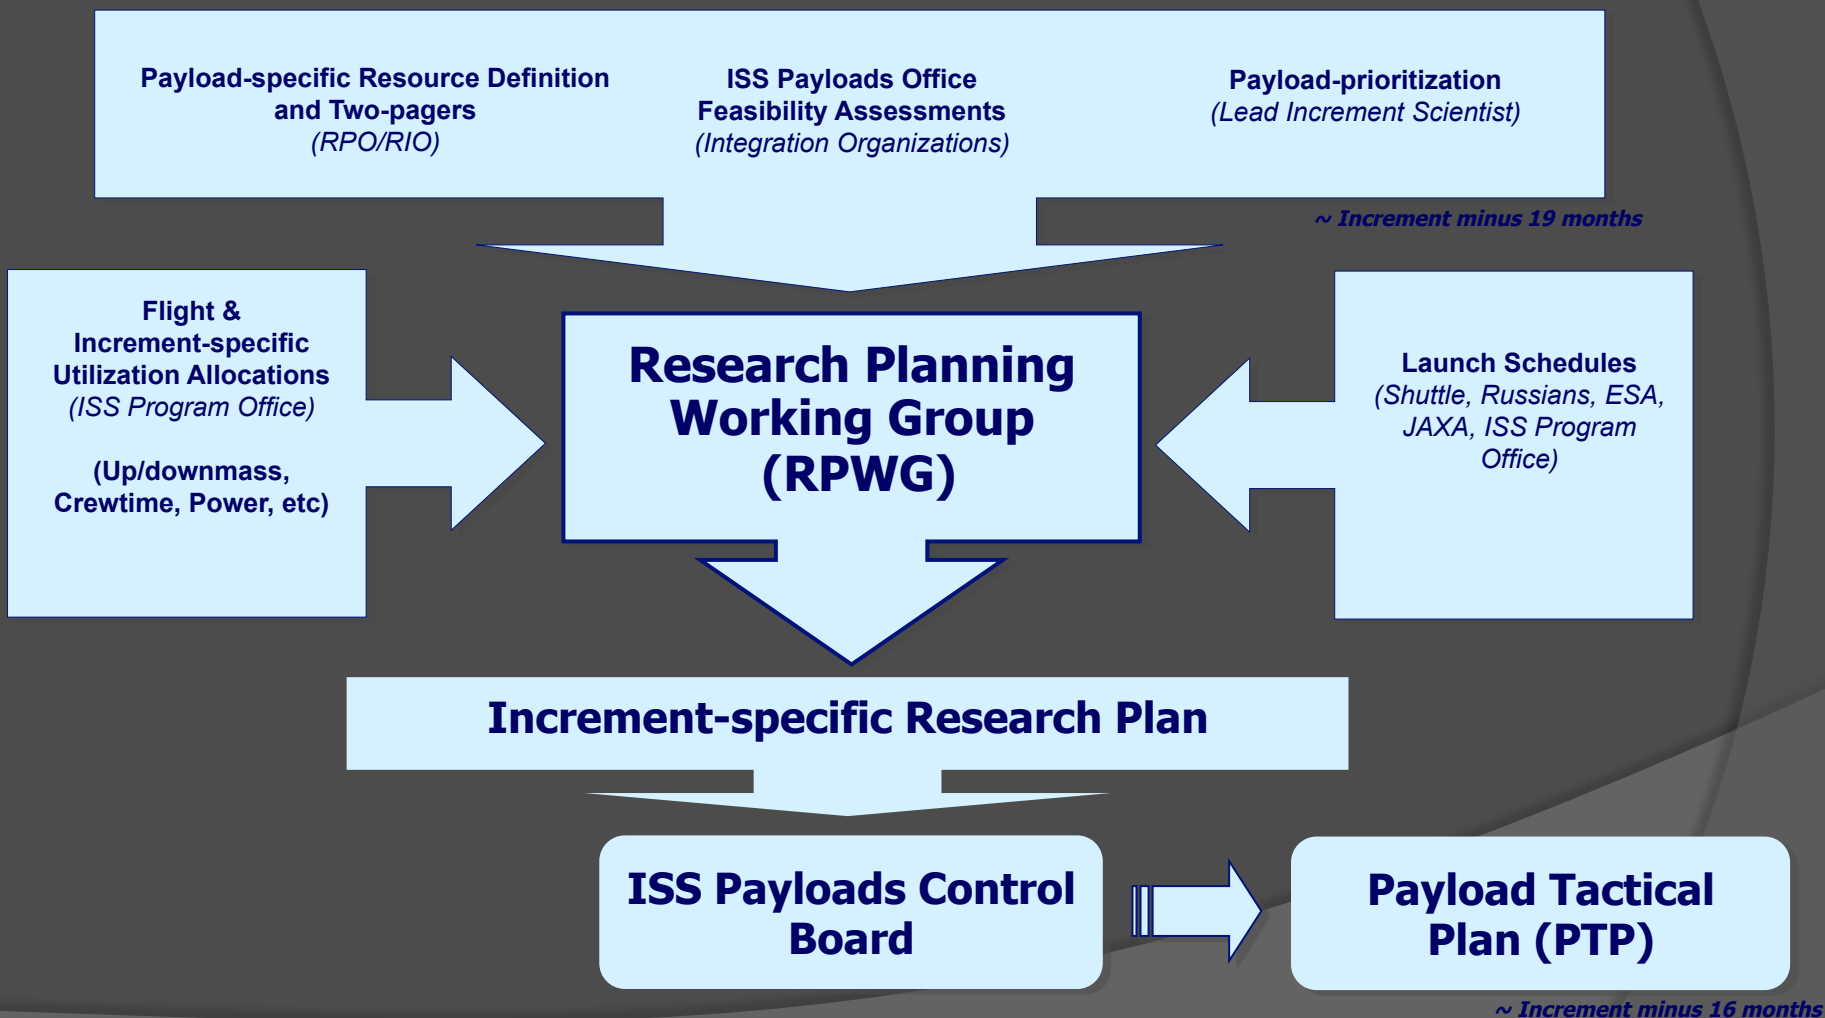 Payload-specific Resource Definition
and Two-pagers
(RPO/RIO)
ISS Payloads Office
Feasibility Assessments
(Integration Organizations)
Payload-prioritization
(Lead Increment Scientist)
~ Increment minus 19 months
Flight &
Increment-specific
Utilization Allocations
(ISS Program Office)
(Up/downmass,
Crewtime, Power, etc)
Research Planning
Working Group
(RPWG)
Launch Schedules
(Shuttle, Russians, ESA,
JAXA, ISS Program
Office)
Increment-specific Research Plan
ISS Payloads Control
Board
Payload Tactical
Plan (PTP)
~ Increment minus 16 months